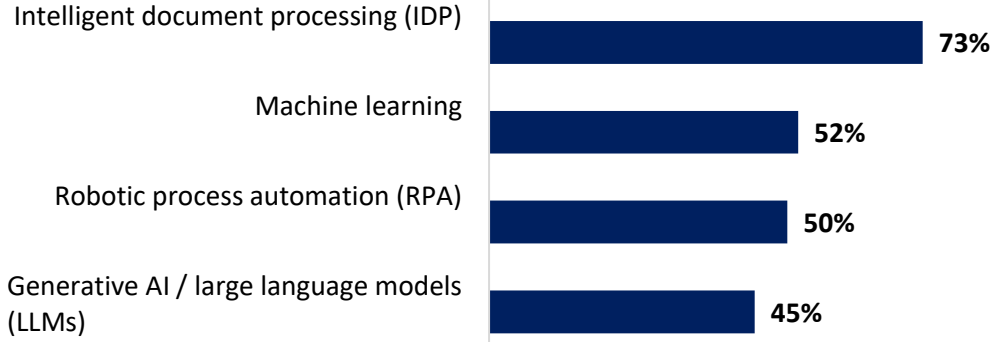 Intelligent document processing (IDP)
73%
Machine learning
52%
Robotic process automation (RPA)
50%
Generative AI / large language models
(LLMs)
45%